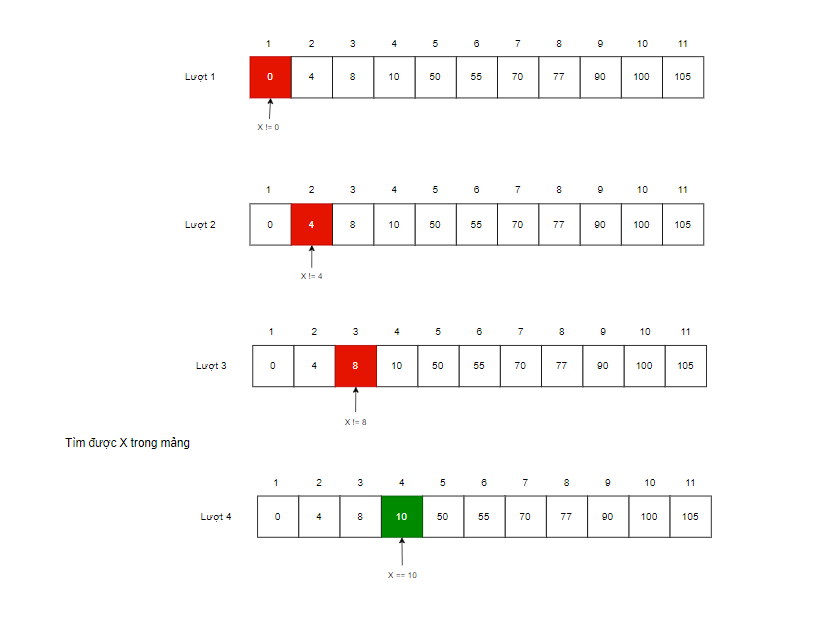 1 2 3 4 5 6 7 8 9 10 11
Lượt 1 0 4 8 10 50 55 70 77 90 100 105
X != 0
1 2 3 4 5 6 7 8 9 10 11
Lượt 2 0 4 8 10 50 55 70 77 90 100 105
X != 4
1 2 3 4 5 6 7 8 9 10 11
Lượt 3 0 4 8 10 50 55 70 77 90 100 105
X != 8
Tìm được X trong mảng
1 2 3 4 5 6 7 8 9 10 11
Lượt 4 0 4 8 10 50 55 70 77 90 100 105
X == 10